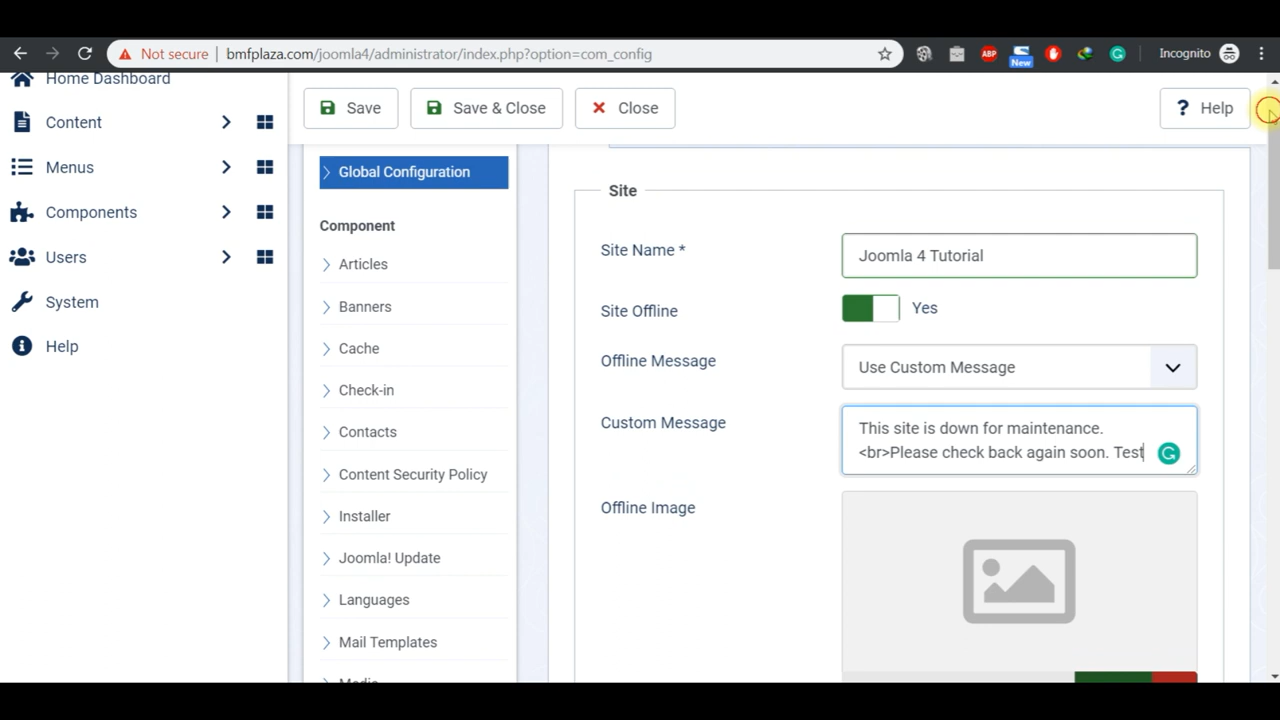 Not secure
bmfplaza.com/joomla4/administrator/index.php?option=com_config
ABP
New
Incognito
Home Dashboard
Content
Menus
Components
Users
System
Help
Save
Save & Close
Close
? Help
Global Configuration
Component
Articles
Banners
Cache
Check-in
Contacts
Content Security Policy
Installer
Joomla! Update
Languages
Mail Templates
Media
Site
Site Name *
Joomla 4 Tutorial
Site Offline
Yes
Offline Message
Use Custom Message
Custom Message
This site is down for maintenance.
<br>Please check back again soon. Test
Offline Image